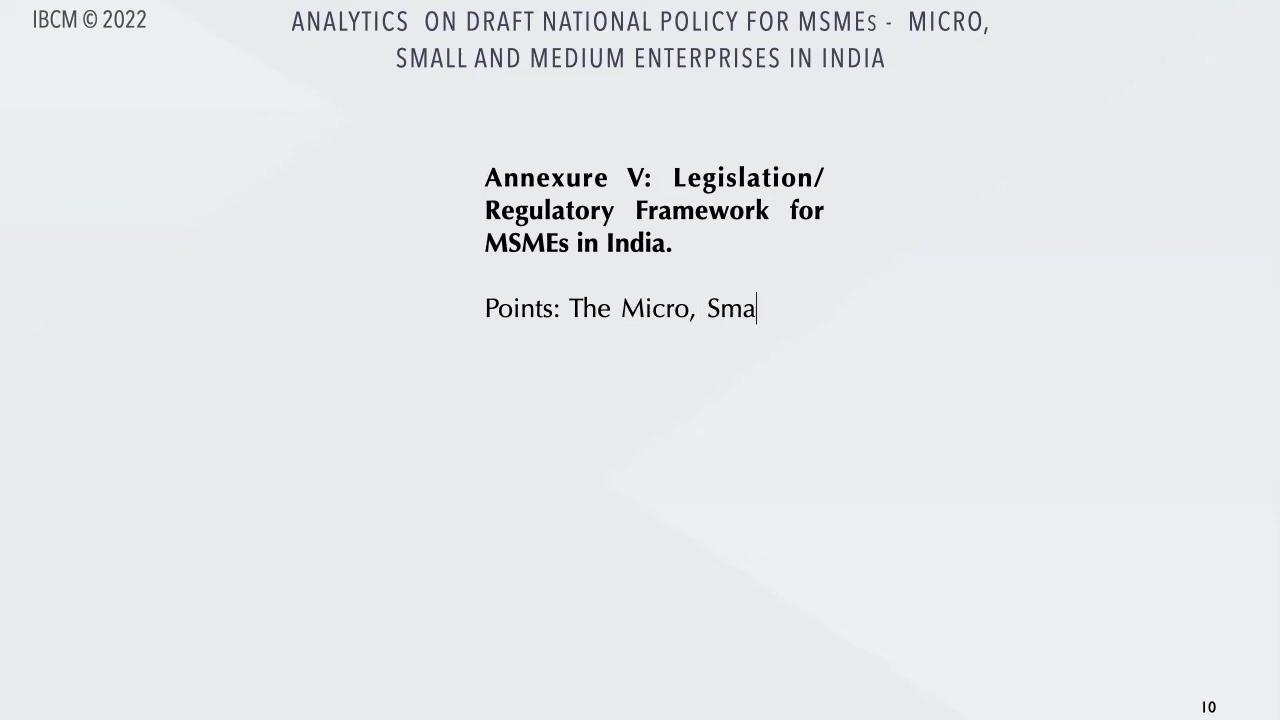 IBCM © 2022
ANALYTICS ON DRAFT NATIONAL POLICY FOR MSMEs - MICRO,
SMALL AND MEDIUM ENTERPRISES IN INDIA
Annexure V: Legislation/
Regulatory Framework for
MSMEs in India.
Points: The Micro, Sma
10